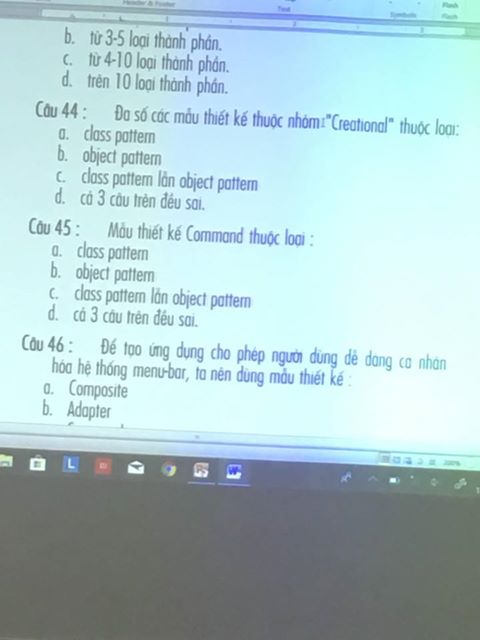 Header & Footer
Text
Symbols
Flash
b. từ 3-5 loại thành phần.
c. từ 4-10 loại thành phần.
d. trên 10 loại thành phần.
Câu 44 : Đa số các mẫu thiết kế thuộc nhóm "Creational" thuộc loại:
a. class pattern
b. object pattern
c. class pattern lẫn object pattern
d. cả 3 câu trên đều sai.
Câu 45 : Mẫu thiết kế Command thuộc loại :
a. class pattern
b. object pattern
c. class pattern lẫn object pattern
d. cả 3 câu trên đều sai.
Câu 46 : Để tạo ứng dụng cho phép người dùng dễ dàng cá nhân
hóa hệ thống menu-bar, ta nên dùng mẫu thiết kế :
a. Composite
b. Adapter
L
200%